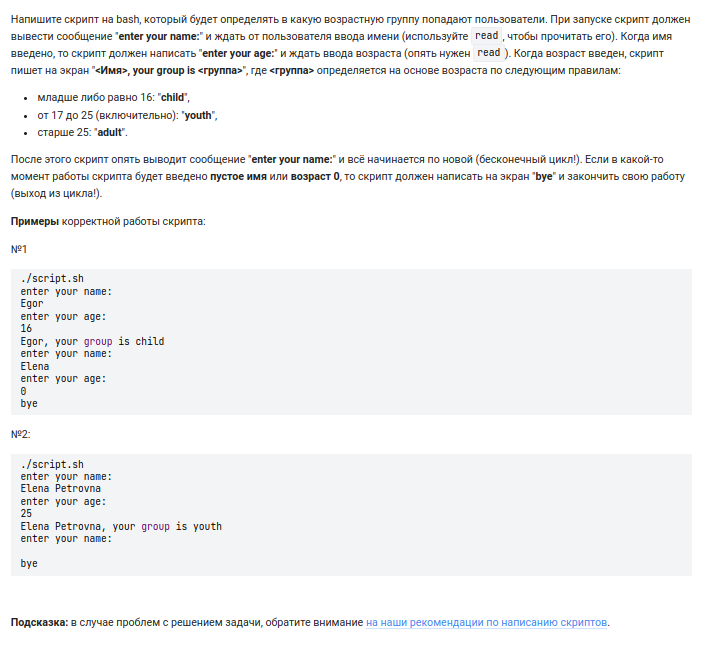 Напишите скрипт на bash, который будет определять в какую возрастную группу попадают пользователи. При запуске скрипт должен
вывести сообщение "enter your name:" и ждать от пользователя ввода имени (используйте read , чтобы прочитать его). Когда имя
введено, то скрипт должен написать "enter your age:" и ждать ввода возраста (опять нужен read ). Когда возраст введен, скрипт
пишет на экран "<Имя>, your group is <группа>", где <группа> определяется на основе возраста по следующим правилам:
• младше либо равно 16: "child",
• от 17 до 25 (включительно): "youth",
• старше 25: "adult".
После этого скрипт опять выводит сообщение "enter your name:" и всё начинается по новой (бесконечный цикл!). Если в какой-то
момент работы скрипта будет введено пустое имя или возраст 0, то скрипт должен написать на экран "bye" и закончить свою работу
(выход из цикла!).
Примеры корректной работы скрипта:
№1
./script.sh
enter your name:
Egor
enter your age:
16
Egor, your group is child
enter your name:
Elena
enter your age:
0
bye
№2:
./script.sh
enter your name:
Elena Petrovna
enter your age:
25
Elena Petrovna, your group is youth
enter your name:
bye
Подсказка: в случае проблем с решением задачи, обратите внимание на наши рекомендации по написанию скриптов.